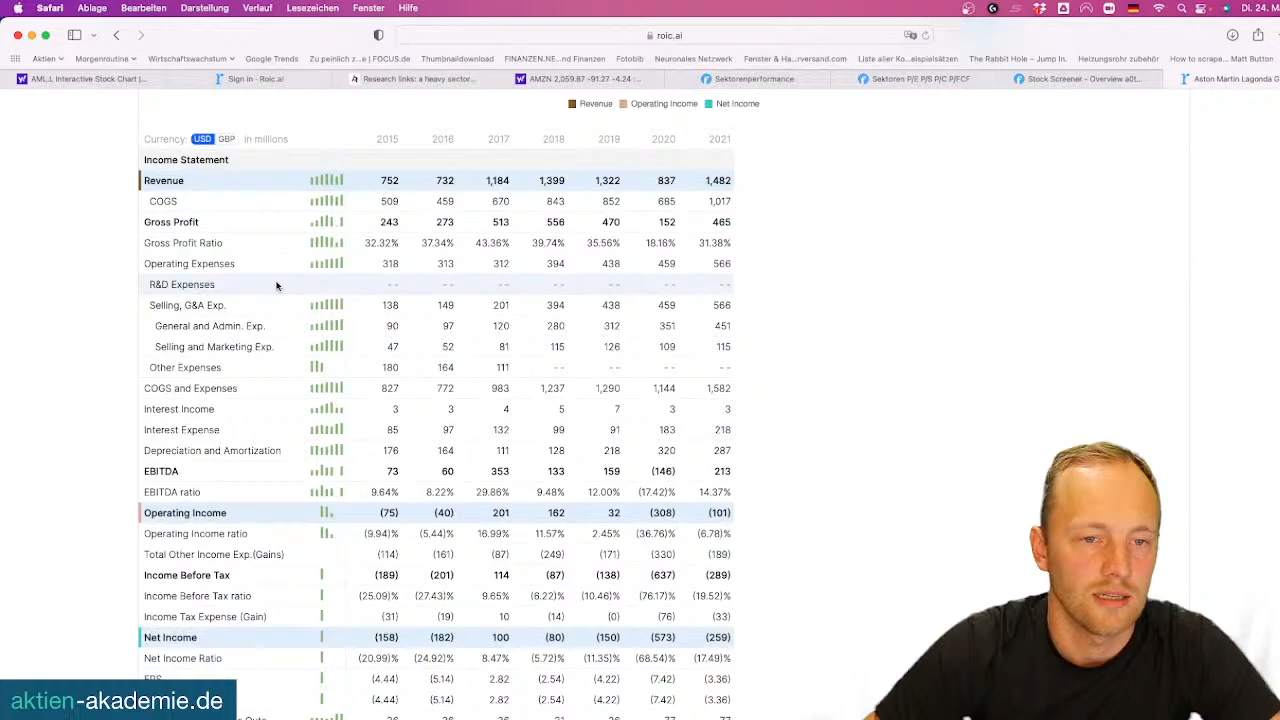 Safari Ablage Bearbeiten Darstellung Verlauf Lesezeichen Fenster Hilfe Di. 24. M
roic.ai
Aktien Morgenroutine Wirtschaftswachstum Google Trends Zu peinlich z...e | FOCUS.de Thumbnaildownload FINANZEN.NE...nd Finanzen Fotobib Neuronales Netzwerk Fenster & Ha...rversand.com Liste aller Ko...eispielsätzen The Rabbit Hole – Jump In. Heizungsrohr zubehör How to scrape... Matt Button
AML.L Interactive Stock Chart |... Sign in - Roic.ai Research links: a heavy sector... AMZN 2,059.87 -91.27 -4.24 :... Sektorenperformance Sektoren P/E P/S P/C P/FCF Stock Screener - Overview a0t... Aston Martin Lagonda G
Revenue Operating Income Net Income
Currency: USD GBP in millions 2015 2016 2017 2018 2019 2020 2021
Income Statement
Revenue 752 732 1,184 1,399 1,322 837 1,482
COGS 509 459 670 843 852 685 1,017
Gross Profit 243 273 513 556 470 152 465
Gross Profit Ratio 32.32% 37.34% 43.36% 39.74% 35.56% 18.16% 31.38%
Operating Expenses 318 313 312 394 438 459 566
R&D Expenses - - - - - - - - - - - - - -
Selling, G&A Exp. 138 149 201 394 438 459 566
General and Admin. Exp. 90 97 120 280 312 351 451
Selling and Marketing Exp. 47 52 81 115 126 109 115
Other Expenses 180 164 111 - - - - - - - -
COGS and Expenses 827 772 983 1,237 1,290 1,144 1,582
Interest Income 3 3 4 5 7 3 3
Interest Expense 85 97 132 99 91 183 218
Depreciation and Amortization 176 164 111 128 218 320 287
EBITDA 73 60 353 133 159 (146) 213
EBITDA ratio 9.64% 8.22% 29.86% 9.48% 12.00% (17.42)% 14.37%
Operating Income (75) (40) 201 162 32 (308) (101)
Operating Income ratio (9.94)% (5.44)% 16.99% 11.57% 2.45% (36.76)% (6.78)%
Total Other Income Exp.(Gains) (114) (161) (87) (249) (171) (330) (189)
Income Before Tax (189) (201) 114 (87) (138) (637) (289)
Income Before Tax ratio (25.09)% (27.43)% 9.65% (6.22)% (10.46)% (76.17)% (19.52)%
Income Tax Expense (Gain) (31) (19) 10 (14) (0) (76) (33)
Net Income (158) (182) 100 (80) (150) (573) (259)
Net Income Ratio (20.99)% (24.92)% 8.47% (5.72)% (11.35)% (68.54)% (17.49)%
EPS (4.44) (5.14) 2.82 (2.54) (4.22) (7.42) (3.36)
(4.44) (5.14) 2.82 (2.54) (4.22) (7.42) (3.36)
aktien-akademie.de